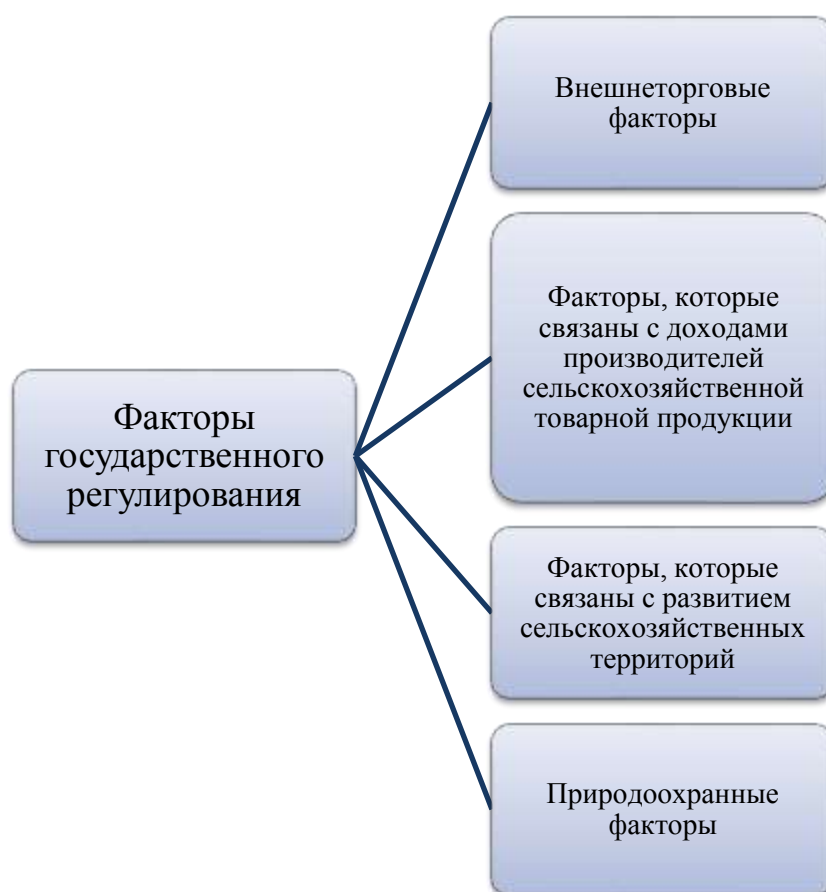 Внешнеторговые
факторы
Факторы, которые
связаны с доходами
производителей
сельскохозяйственной
товарной продукции
Факторы
государственного
регулирования
Факторы, которые
связаны с развитием
сельскохозяйственных
территорий
Природоохранные
факторы